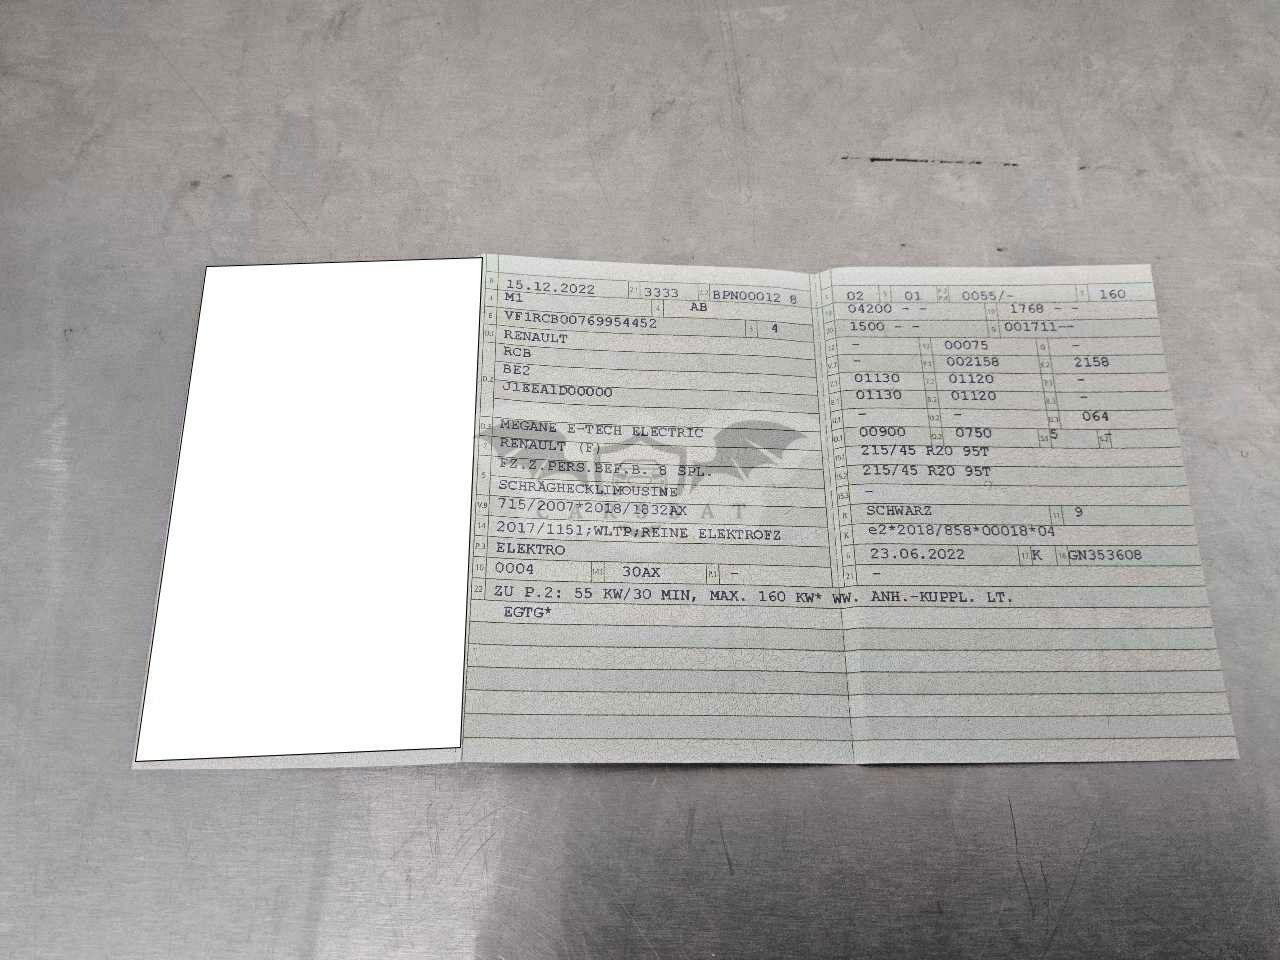 15.12.2022 3333 BPN00012 8
M1 AB
VF1RCB00769954452 4
RENAULT
RCB
BE2
J1EEA1D00000
MEGANE E-TECH ELECTRIC
RENAULT (F)
FZ.Z.PERS.BEF.B. 8 SPL.
SCHRÄGHECKLIMOUSINE
715/2007*2018/1832AX
2017/1151;WLTP;REINE ELEKTROFZ
ELEKTRO
0004 30AX -
02 01 0055/- 160
04200 - - 1768 - -
1500 - - 001711--
- 00075 -
- 002158 2158
01130 01120 -
01130 01120 -
- - 064
00900 0750 5 -
215/45 R20 95T
215/45 R20 95T
-
SCHWARZ 9
e2*2018/858*00018*04
23.06.2022 K GN353608
-
22 ZU P.2: 55 KW/30 MIN, MAX. 160 KW* WW. ANH.-KUPPL. LT.
EGTG*
CARSBAT